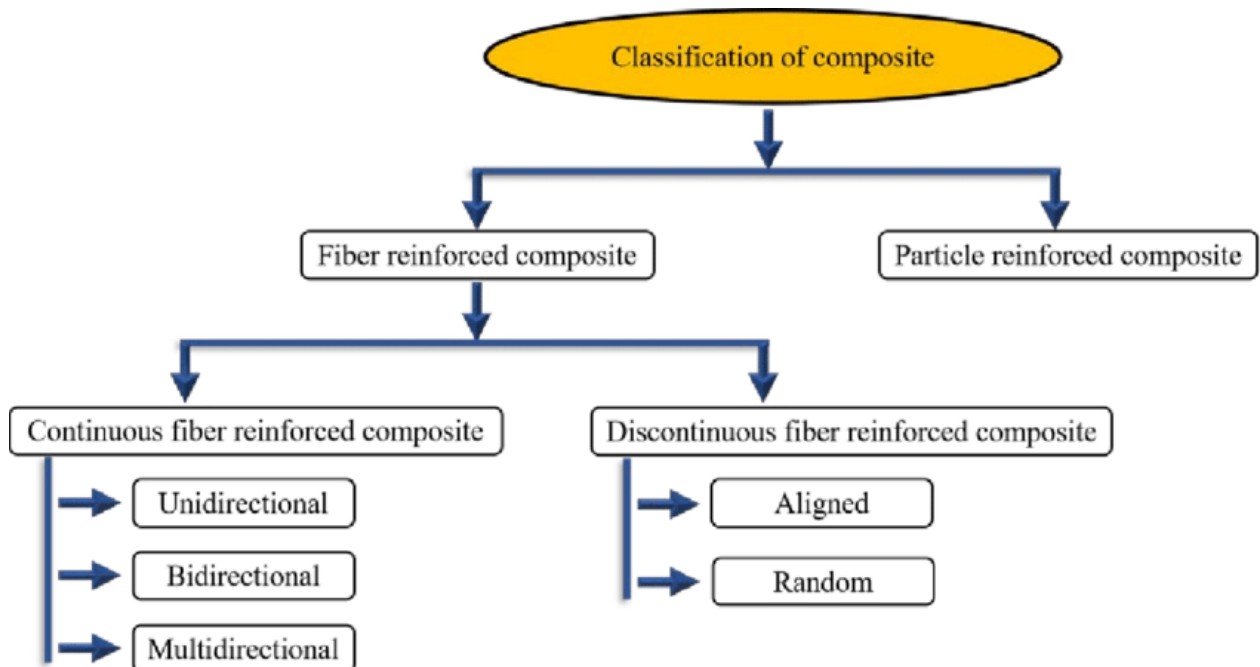 Classification of composite
Fiber reinforced composite
Particle reinforced composite
Continuous fiber reinforced composite
Discontinuous fiber reinforced composite
Unidirectional
Aligned
Bidirectional
Random
Multidirectional